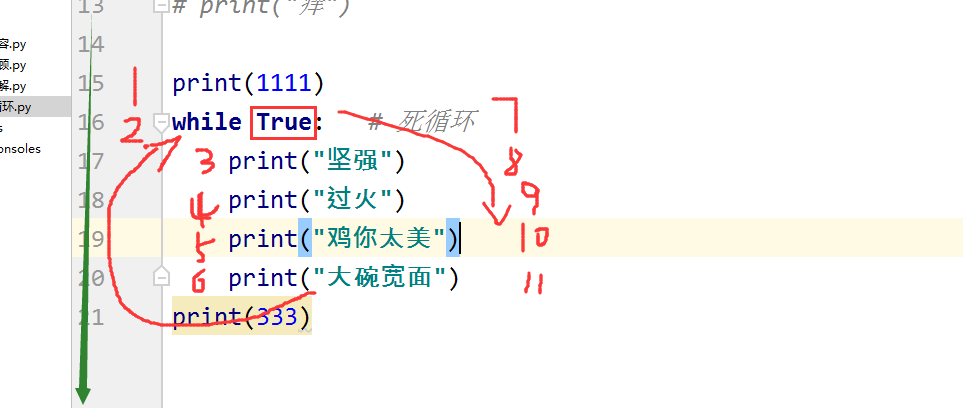 13 # print("痒")
14
容.py
顾.py
解.py
环.py
s
onsoles
15 print(1111)
1
16 while True: # 死循环
2 7
17 print("坚强")
3 8
18 print("过火")
4 9
19 print("鸡你太美")
5 10
20 print("大碗宽面")
6 11
21 print(333)